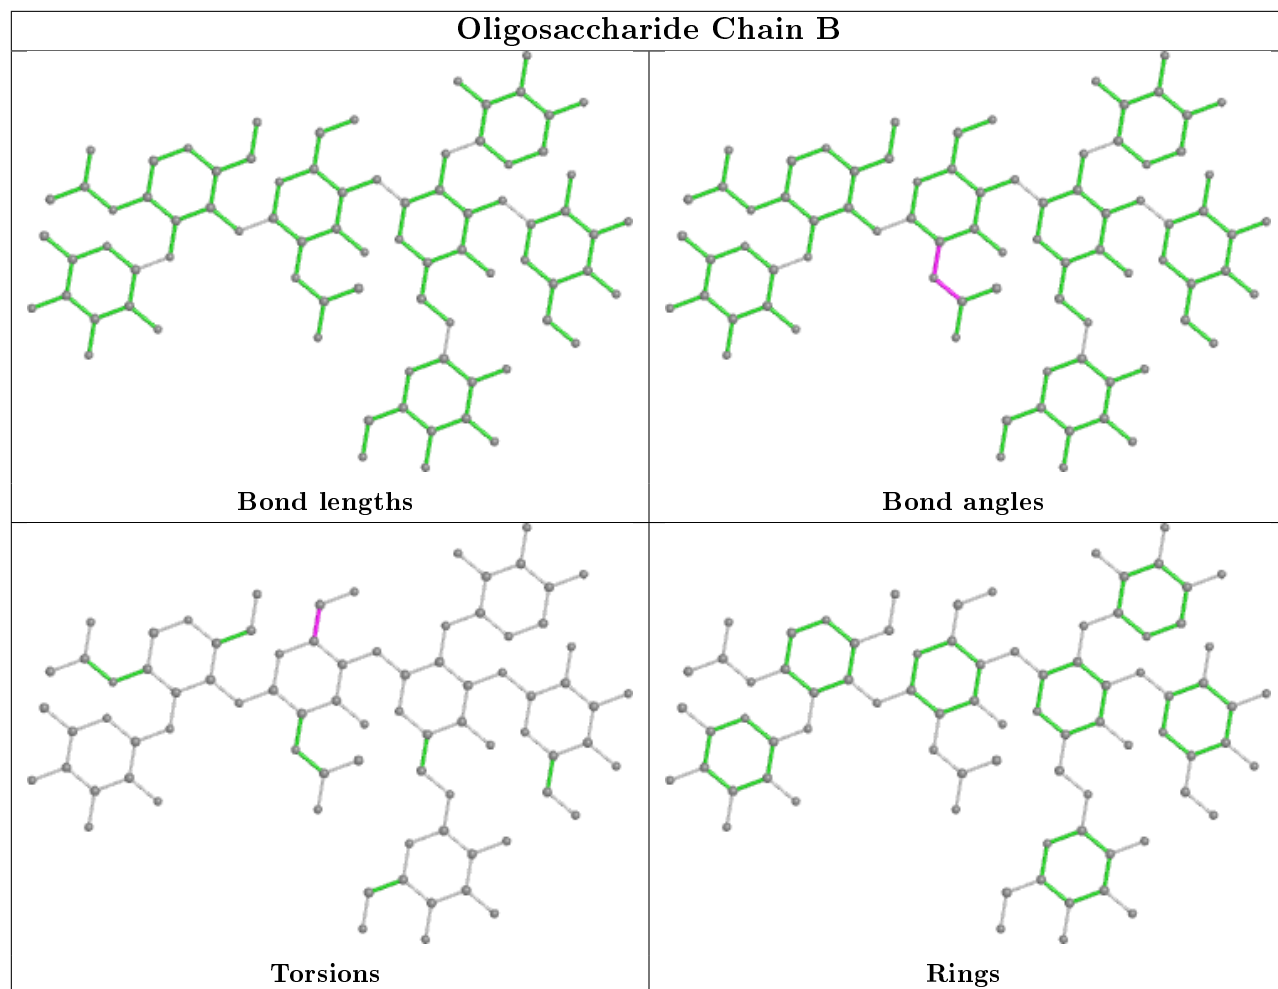 Oligosaccharide Chain B
Bond lengths
Bond angles
Torsions
Rings